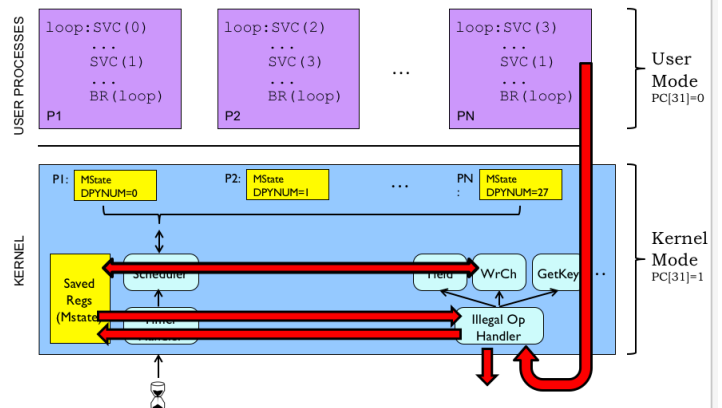 USER PROCESSES
loop:SVC(0)
...
SVC(1)
...
BR(loop)
P1
loop:SVC(2)
...
SVC(3)
...
BR(loop)
P2
...
loop:SVC(3)
...
SVC(1)
...
BR(loop)
PN
User
Mode
PC[31]=0
KERNEL
P1:
MState
DPYNUM=0
P2:
MState
DPYNUM=1
...
PN
:
MState
DPYNUM=27
Saved
Regs
(Mstate)
Scheduler
Handler
WrCh
GetKey
..
Illegal Op
Handler
Kernel
Mode
PC[31]=1